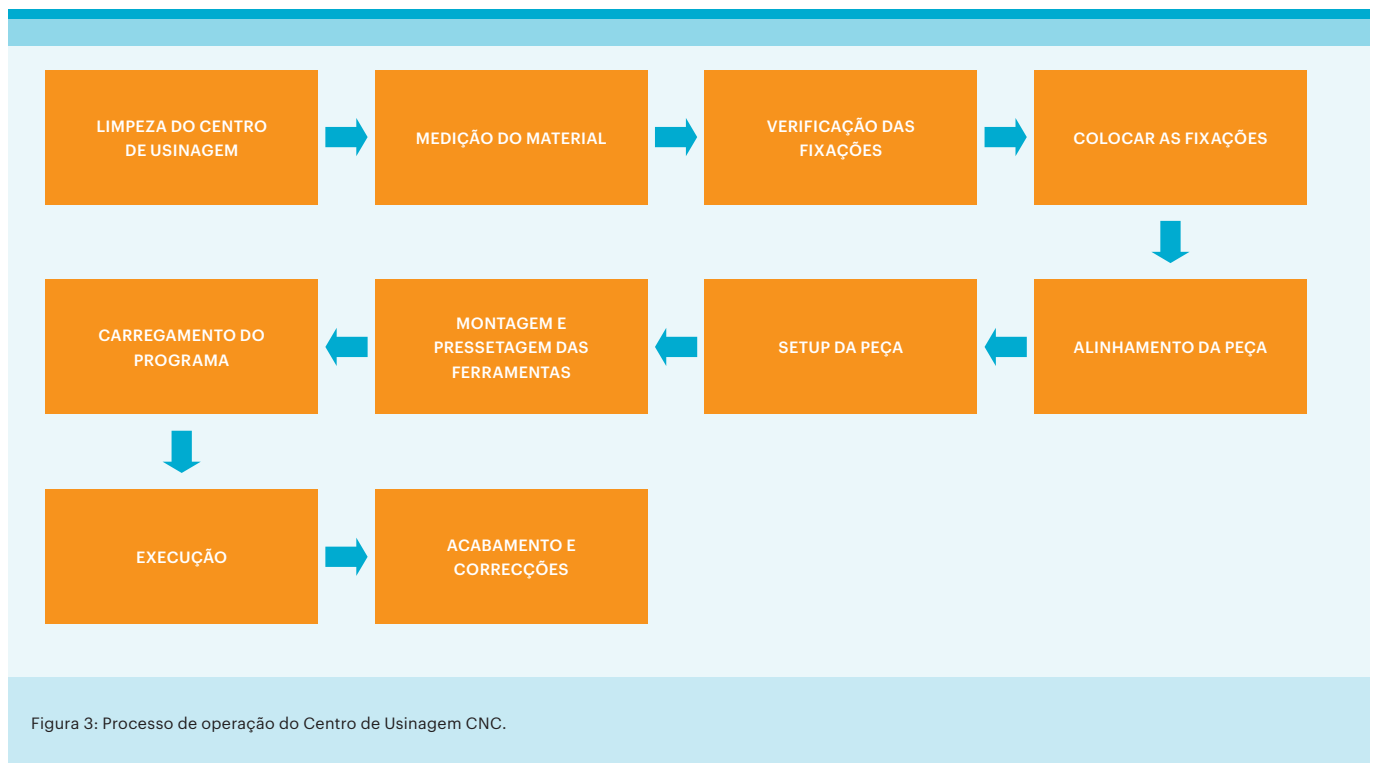 LIMPEZA DO CENTRO
DE USINAGEM
MEDIÇÃO DO MATERIAL
VERIFICAÇÃO DAS
FIXAÇÕES
COLOCAR AS FIXAÇÕES
ALINHAMENTO DA PEÇA
SETUP DA PEÇA
MONTAGEM E
PRESSETAGEM DAS
FERRAMENTAS
CARREGAMENTO DO
PROGRAMA
EXECUÇÃO
ACABAMENTO E
CORRECÇÕES
Figura 3: Processo de operação do Centro de Usinagem CNC.